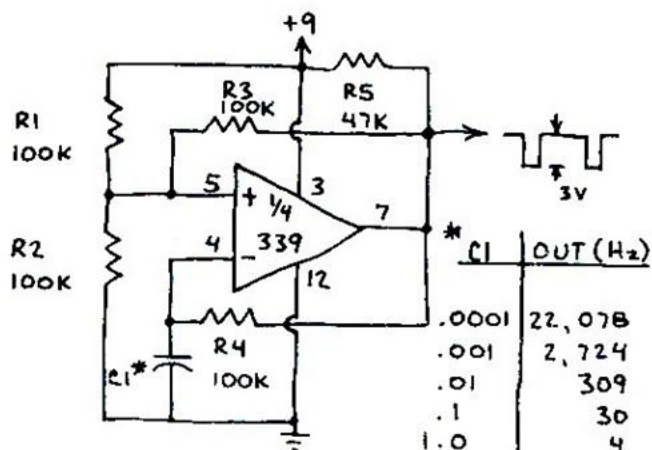 +9
R3
100K
R5
47K
R1
100K
5
+
1/4
3
7
*
3V
4
-
339
12
R2
100K
C1
OUT (Hz)
R4
100K
C1*
.0001 22,078
.001 2,724
.01 309
.1 30
1.0 4